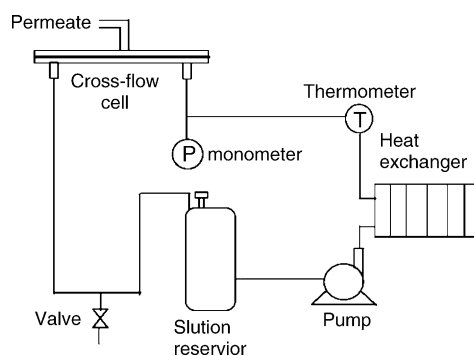 Permeate
Cross-flow
cell
Thermometer
T
Heat
exchanger
P
monometer
Valve
Slution
reservior
Pump